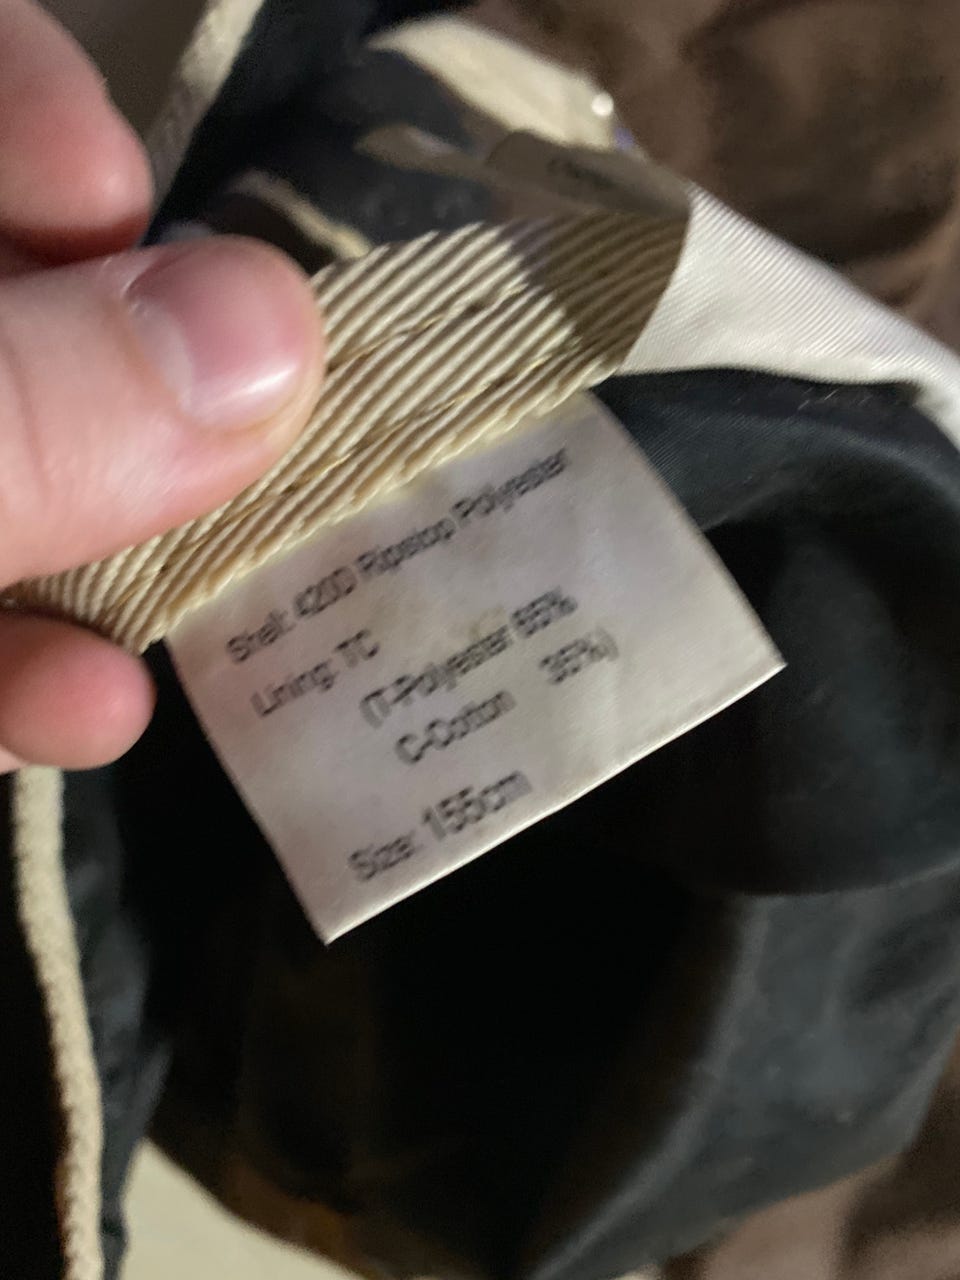 Shell: 420D Ripstop Polyester
Lining: TC
(T-Polyester 65%
C-Cotton 35%)
Size: 155cm